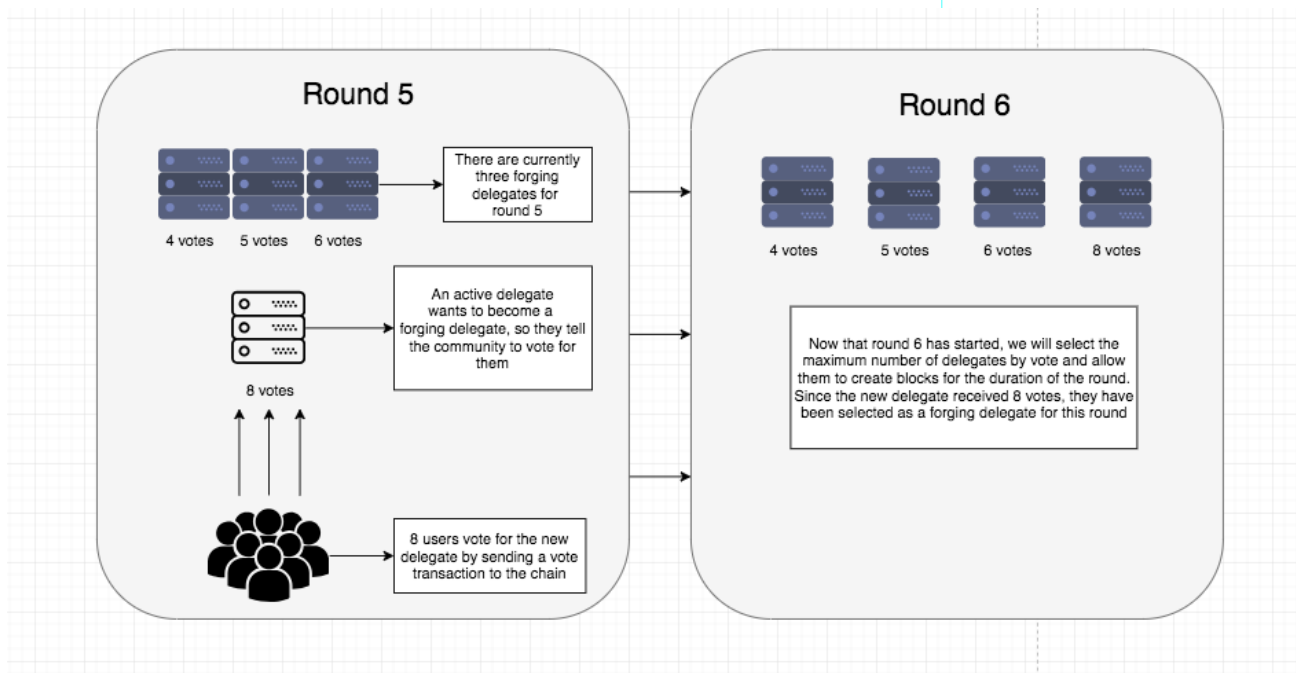 Round 5
There are currently
three forging
delegates for
round 5
4 votes
5 votes
6 votes
An active delegate
wants to become a
forging delegate, so they tell
the community to vote for
them
8 votes
8 users vote for the new
delegate by sending a vote
transaction to the chain
Round 6
4 votes
5 votes
6 votes
8 votes
Now that round 6 has started, we will select the
maximum number of delegates by vote and allow
them to create blocks for the duration of the round.
Since the new delegate received 8 votes, they have
been selected as a forging delegate for this round